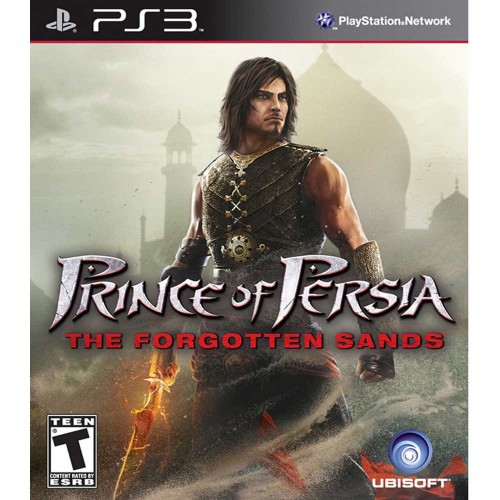 PS3
PlayStation®Network
PRINCE OF PERSIA
THE FORGOTTEN SANDS
TEEN
T
CONTENT RATED BY
ESRB
UBISOFT